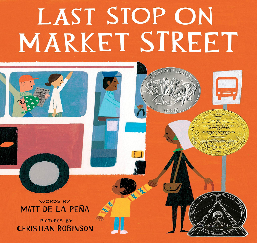 LAST STOP ON
MARKET STREET
WORDS BY
MATT DE LA PEÑA
PICTURES BY
CHRISTIAN ROBINSON